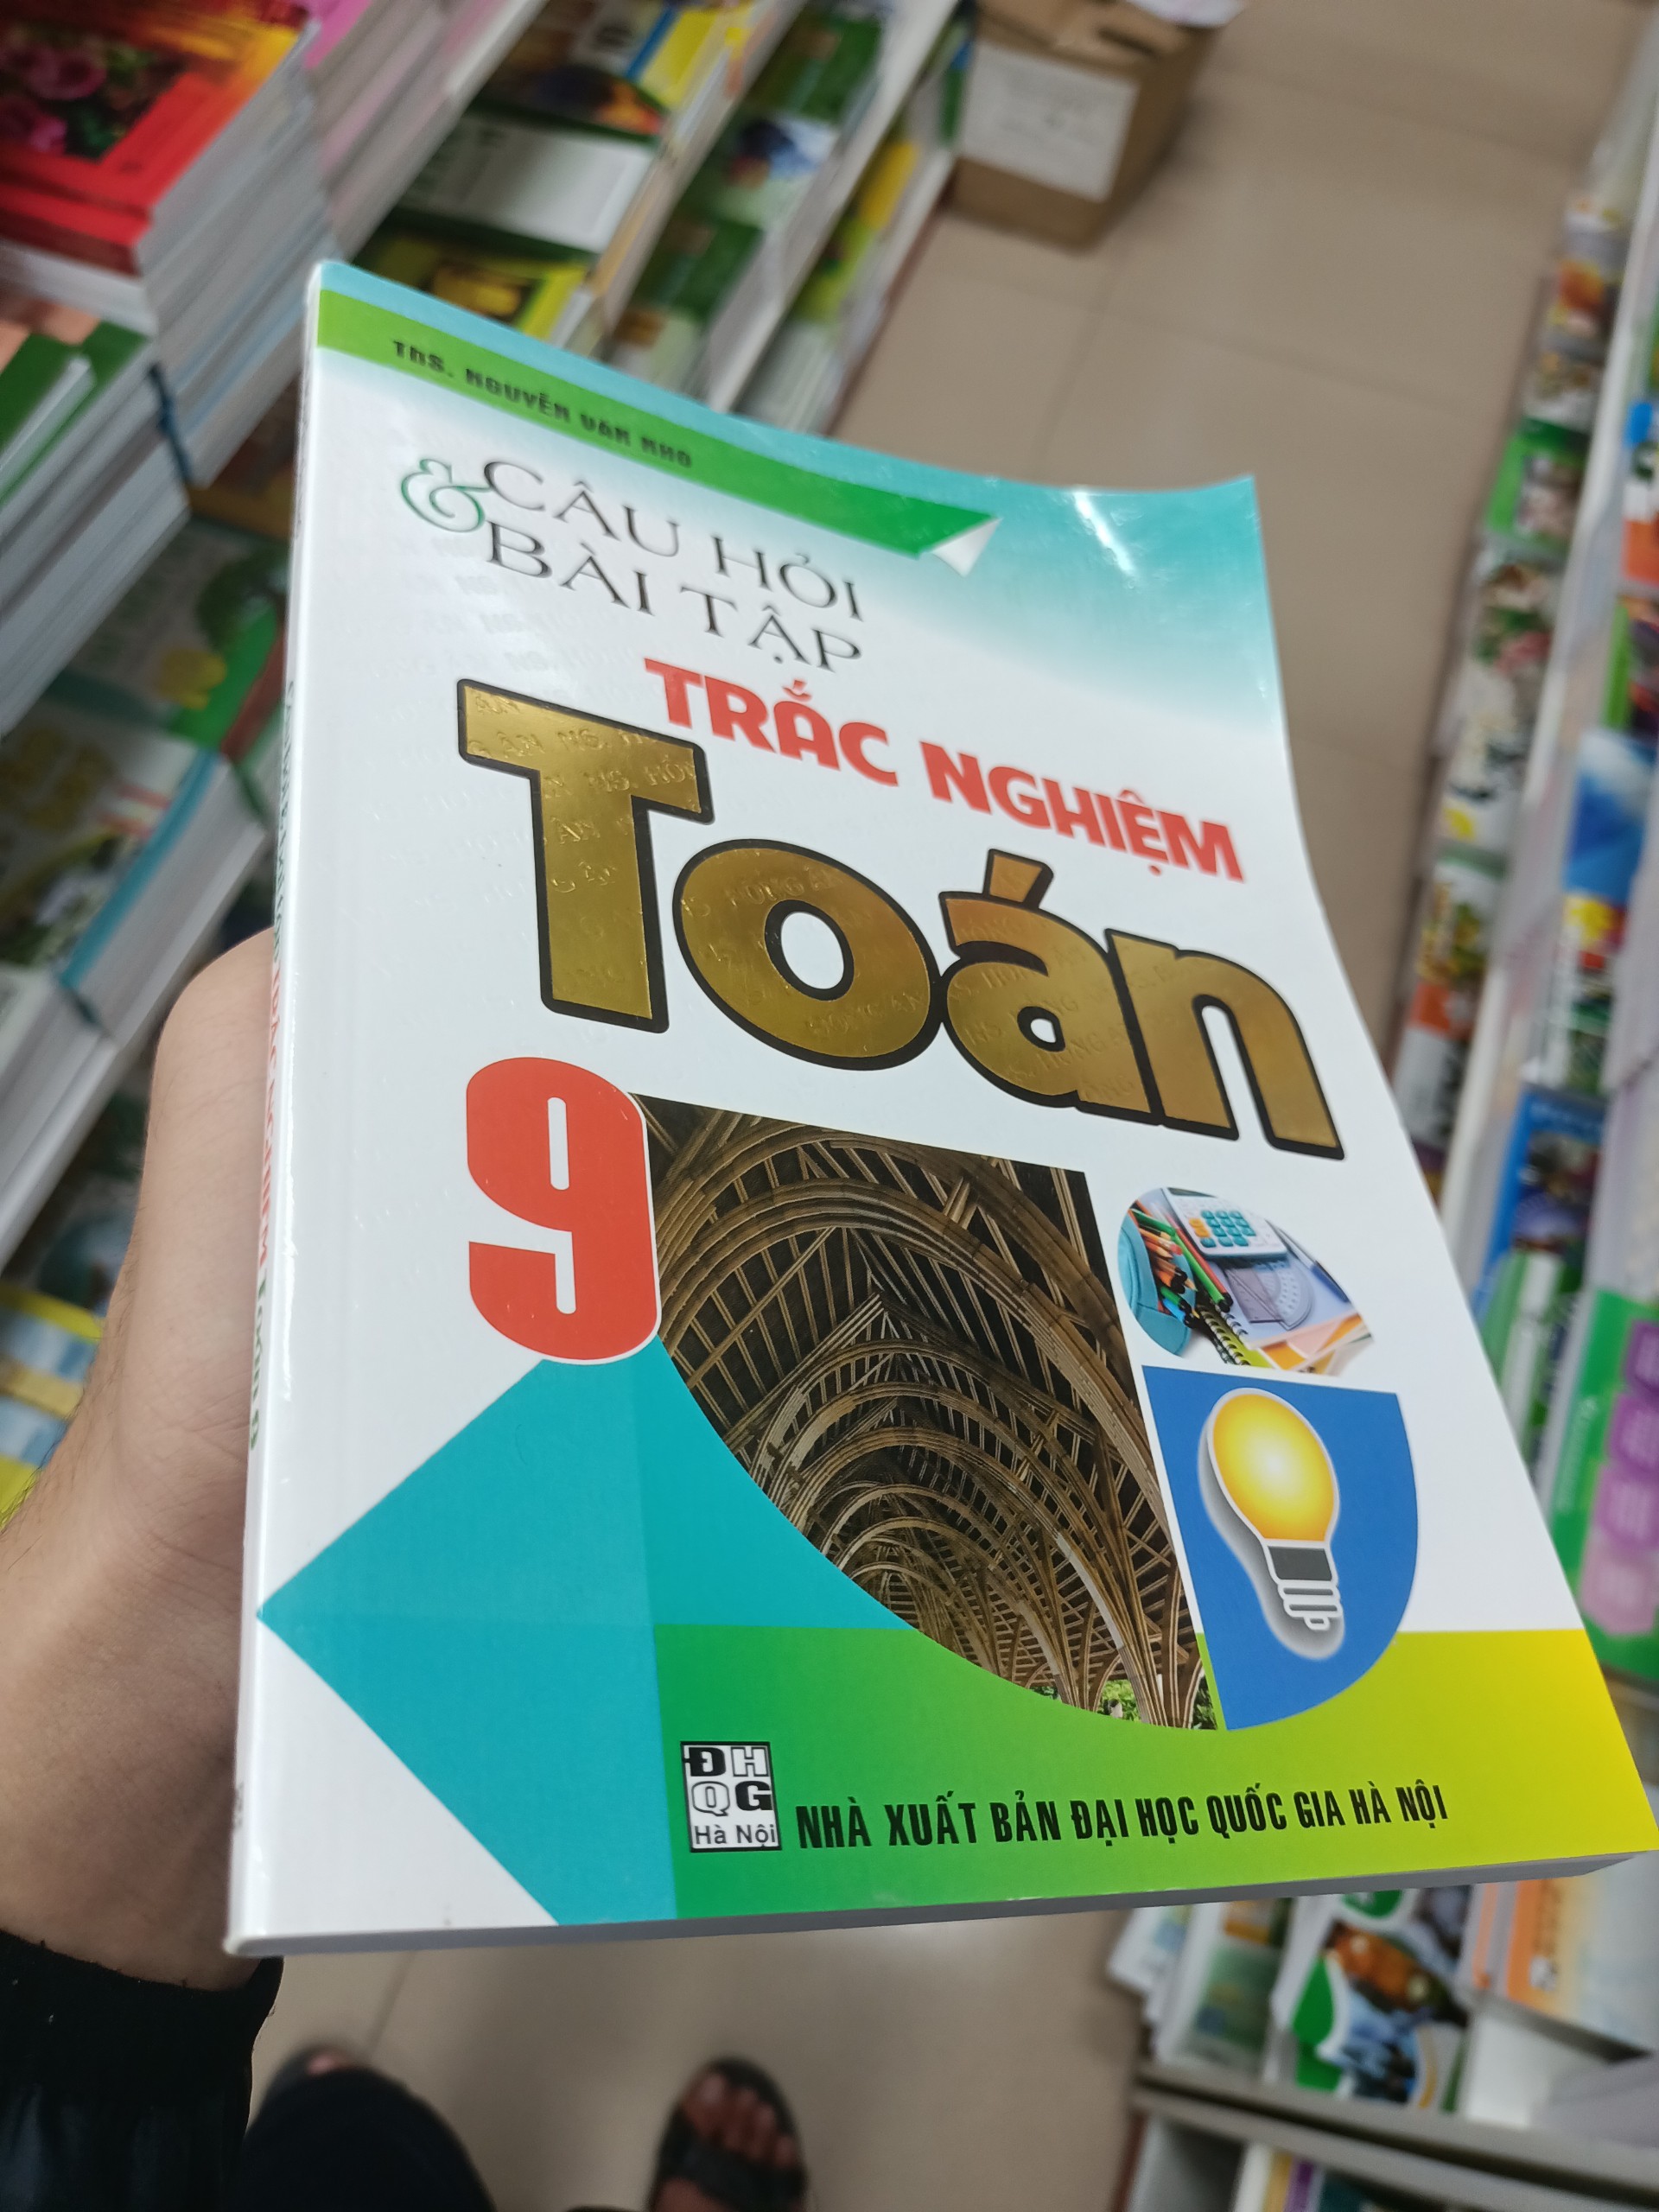 ThS. NGUYỄN VĂN NHO
CÂU HỎI
& BÀI TẬP
TRẮC NGHIỆM
Toán
9
ĐH
QG
Hà Nội
NHÀ XUẤT BẢN ĐẠI HỌC QUỐC GIA HÀ NỘI